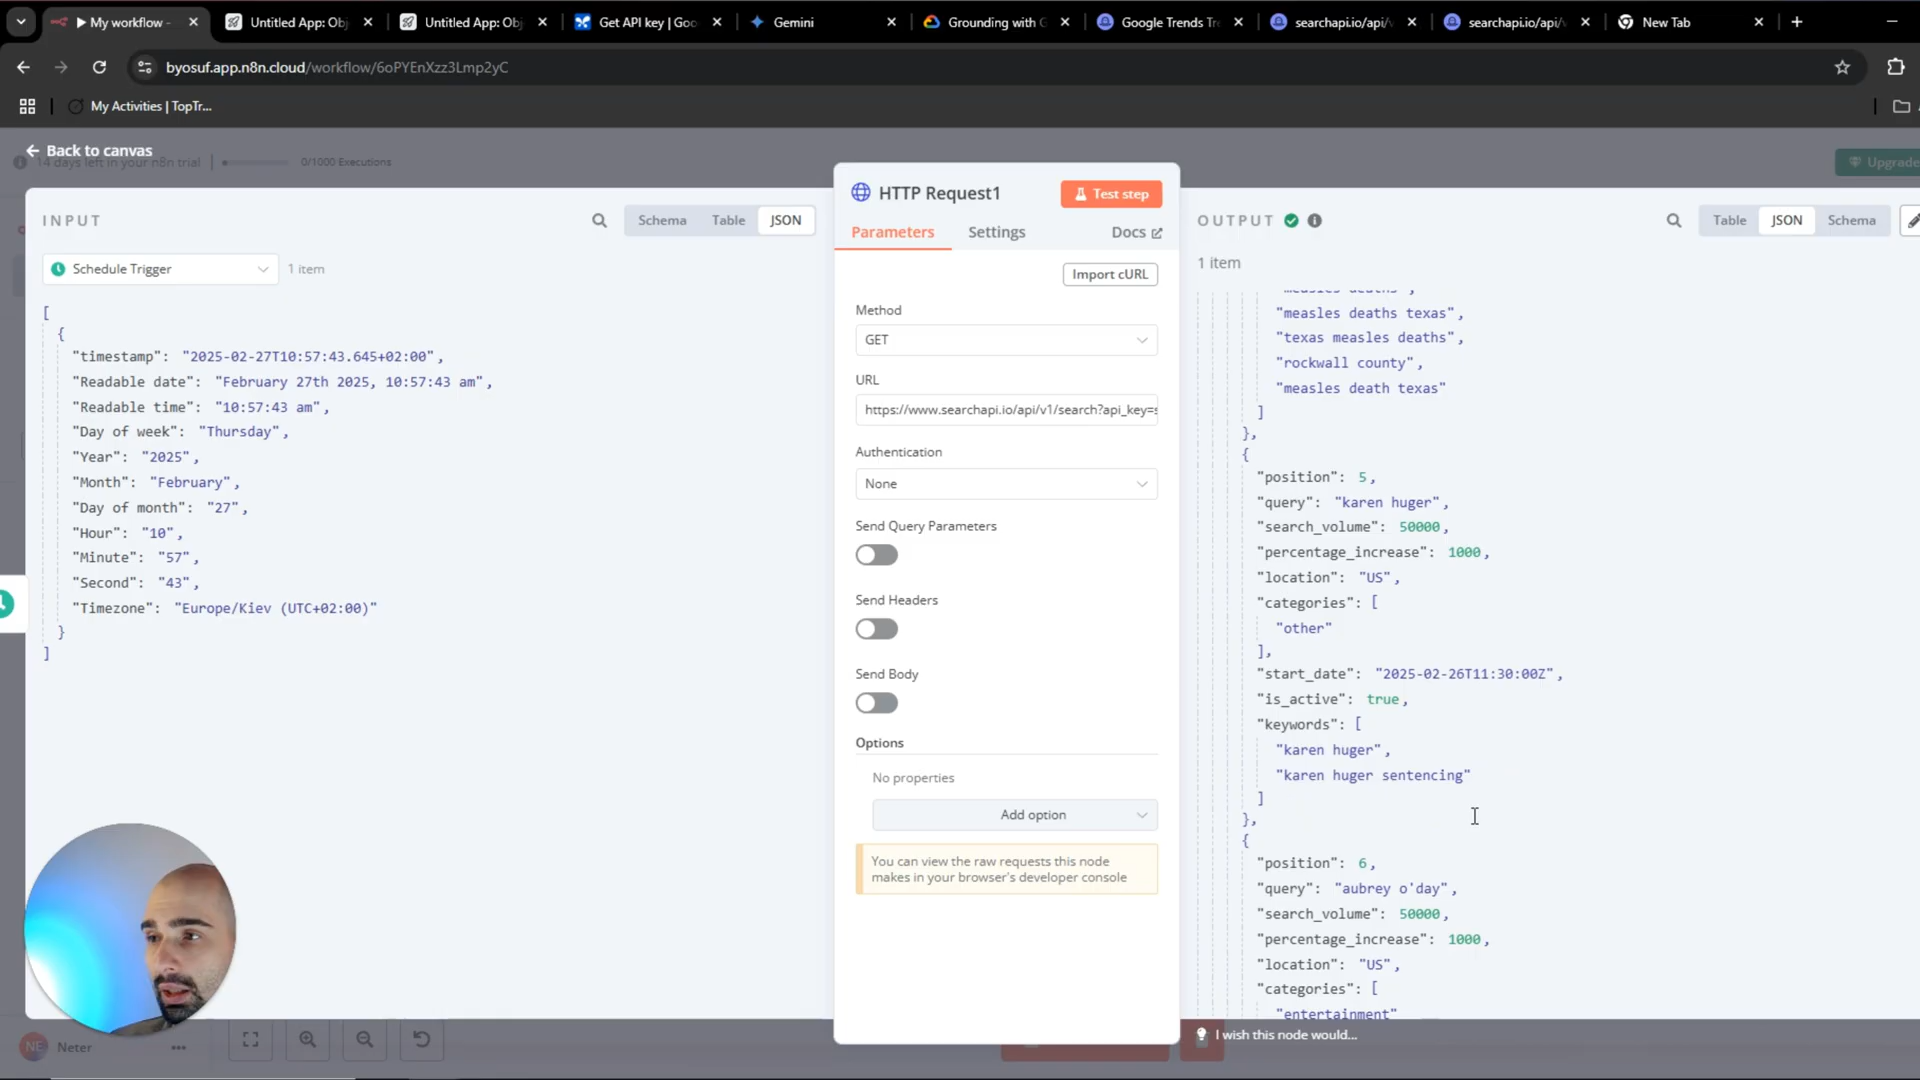 My workflow -
Untitled App: Obj
Untitled App: Obj
Get API key | Goo
Gemini
Grounding with G
Google Trends Tr
searchapi.io/api/v
searchapi.io/api/v
New Tab
byosuf.app.n8n.cloud/workflow/6oPYEnXzz3Lmp2yC
My Activities | TopTr...
Back to canvas
14 days left in your n8n trial
0/1000 Executions
Upgrade
INPUT
Schema
Table
JSON
Schedule Trigger
1 item
[
{
"timestamp": "2025-02-27T10:57:43.645+02:00",
"Readable date": "February 27th 2025, 10:57:43 am",
"Readable time": "10:57:43 am",
"Day of week": "Thursday",
"Year": "2025",
"Month": "February",
"Day of month": "27",
"Hour": "10",
"Minute": "57",
"Second": "43",
"Timezone": "Europe/Kiev (UTC+02:00)"
}
]
HTTP Request1
Test step
Parameters
Settings
Docs
Import cURL
Method
GET
URL
https://www.searchapi.io/api/v1/search?api_key=s
Authentication
None
Send Query Parameters
Send Headers
Send Body
Options
No properties
Add option
You can view the raw requests this node
makes in your browser's developer console
OUTPUT
Table
JSON
Schema
1 item
"measles deaths",
"measles deaths texas",
"texas measles deaths",
"rockwall county",
"measles death texas"
]
},
{
"position": 5,
"query": "karen huger",
"search_volume": 50000,
"percentage_increase": 1000,
"location": "US",
"categories": [
"other"
],
"start_date": "2025-02-26T11:30:00Z",
"is_active": true,
"keywords": [
"karen huger",
"karen huger sentencing"
]
},
{
"position": 6,
"query": "aubrey o'day",
"search_volume": 50000,
"percentage_increase": 1000,
"location": "US",
"categories": [
"entertainment"
I wish this node would...
NE
Neter